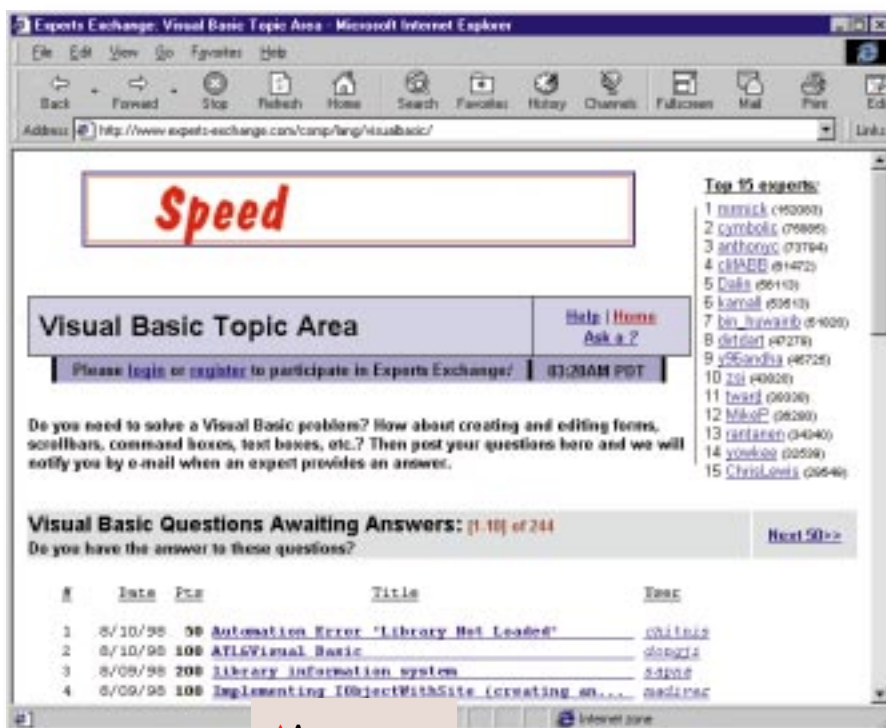 Experts Exchange: Visual Basic Topic Area - Microsoft Internet Explorer
File Edit View Go Favorites Help
Back Forward Stop Refresh Home Search Favorites History Channels Fullscreen Mail Print Edit
Address http://www.experts-exchange.com/comp/lang/visualbasic/ Links
Speed
Top 15 experts:
1
2 cymbolic
3 anthonyc
4 cliffABB
5 Dalin
6 kamall
7 bin_huwairib
8 dirtdart
9 y96andha
10 zsi
11 tward
12 MikeP
13 rantanen
14 yowkee
15 ChrisLewis
Visual Basic Topic Area
Help | Home
Ask a ?
Please login or register to participate in Experts Exchange!
03:20AM PDT
Do you need to solve a Visual Basic problem? How about creating and editing forms,
scrollbars, command boxes, text boxes, etc.? Then post your questions here and we will
notify you by e-mail when an expert provides an answer.
Visual Basic Questions Awaiting Answers: [1-10] of 244
Do you have the answer to these questions?
Next 50>>
# Date Pts Title User
1 8/10/98 50 Automation Error "Library Not Loaded" chitnis
2 8/10/98 100 ATL&Visual Basic
3 8/09/98 200 library information system sapna
4 8/09/98 100 Implementing IObjectWithSite (creating an...
Internet zone